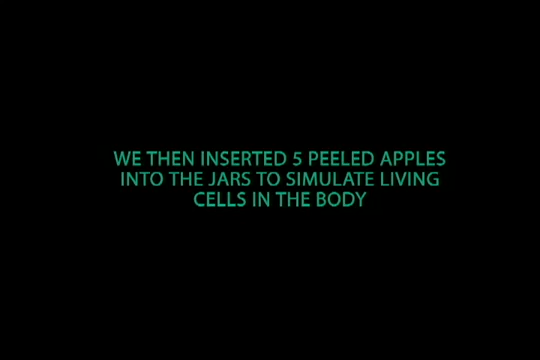 WE THEN INSERTED 5 PEELED APPLES
INTO THE JARS TO SIMULATE LIVING
CELLS IN THE BODY